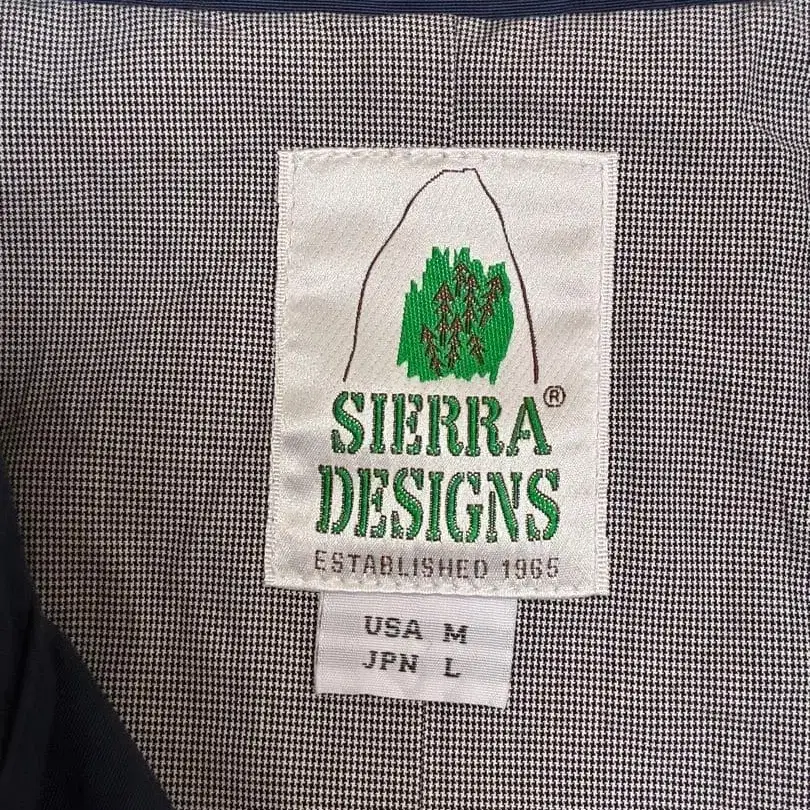 SIERRA®
DESIGNS
ESTABLISHED 1965
USA M
JPN L